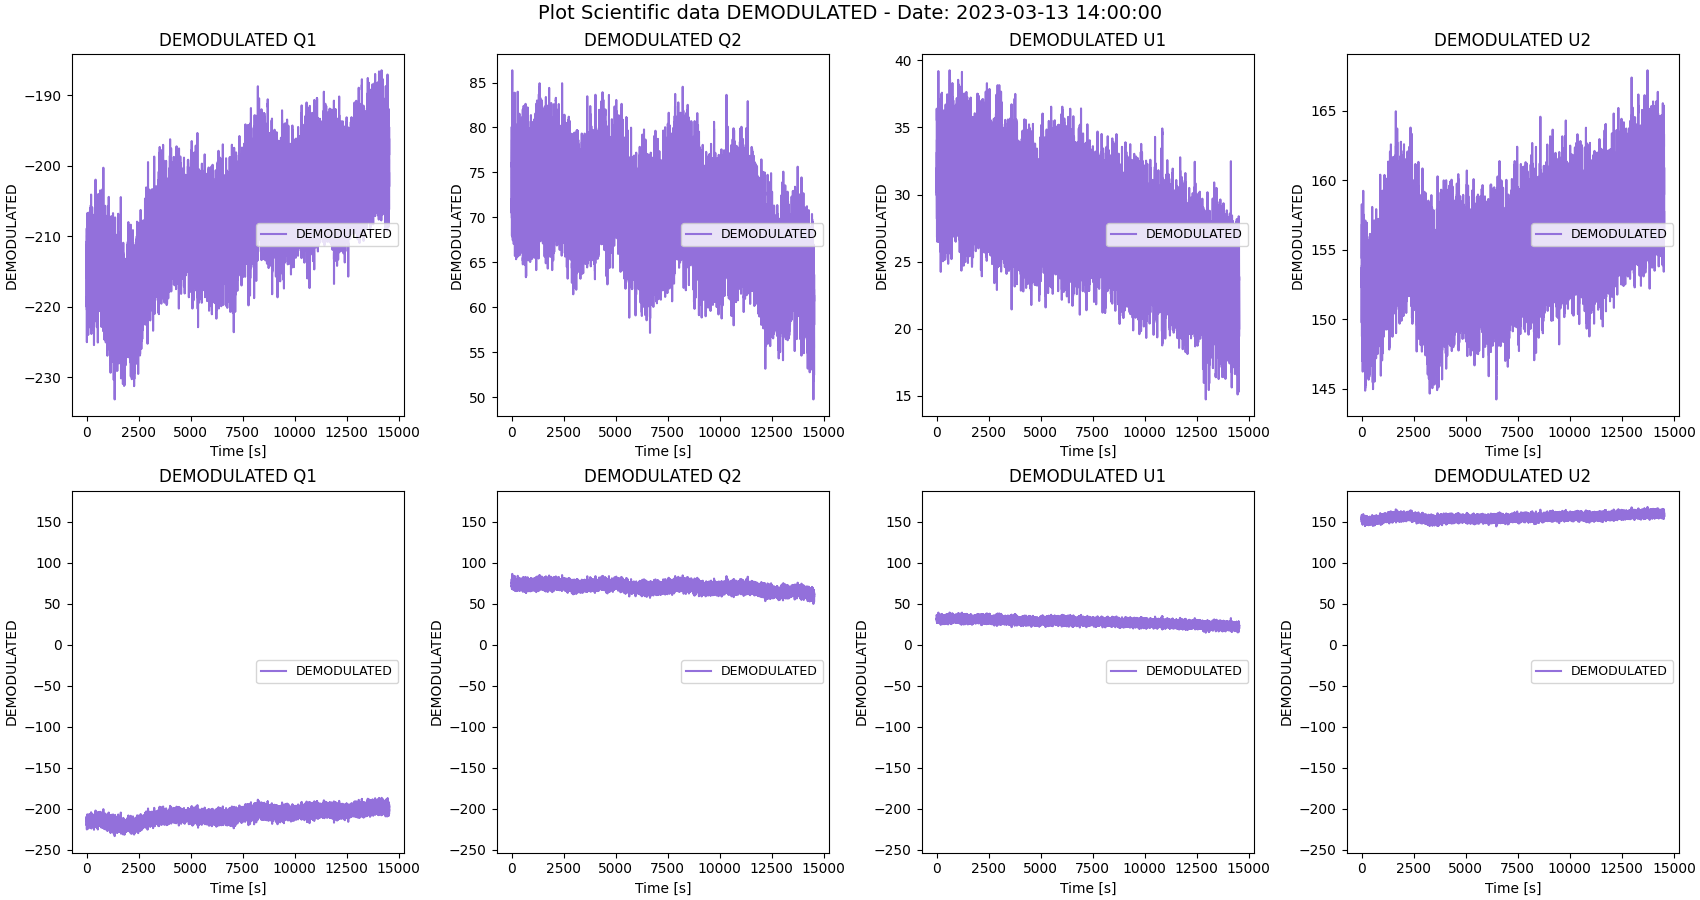 Plot Scientific data DEMODULATED - Date: 2023-03-13 14:00:00
DEMODULATED Q1
DEMODULATED
−190
−200
−210
−220
−230
DEMODULATED
0 2500 5000 7500 10000 12500 15000
Time [s]
DEMODULATED Q2
DEMODULATED
85
80
75
70
65
60
55
50
DEMODULATED
0 2500 5000 7500 10000 12500 15000
Time [s]
DEMODULATED U1
DEMODULATED
40
35
30
25
20
15
DEMODULATED
0 2500 5000 7500 10000 12500 15000
Time [s]
DEMODULATED U2
DEMODULATED
165
160
155
150
145
DEMODULATED
0 2500 5000 7500 10000 12500 15000
Time [s]
DEMODULATED Q1
DEMODULATED
150
100
50
0
−50
−100
−150
−200
−250
DEMODULATED
0 2500 5000 7500 10000 12500 15000
Time [s]
DEMODULATED Q2
DEMODULATED
150
100
50
0
−50
−100
−150
−200
−250
DEMODULATED
0 2500 5000 7500 10000 12500 15000
Time [s]
DEMODULATED U1
DEMODULATED
150
100
50
0
−50
−100
−150
−200
−250
DEMODULATED
0 2500 5000 7500 10000 12500 15000
Time [s]
DEMODULATED U2
DEMODULATED
150
100
50
0
−50
−100
−150
−200
−250
DEMODULATED
0 2500 5000 7500 10000 12500 15000
Time [s]